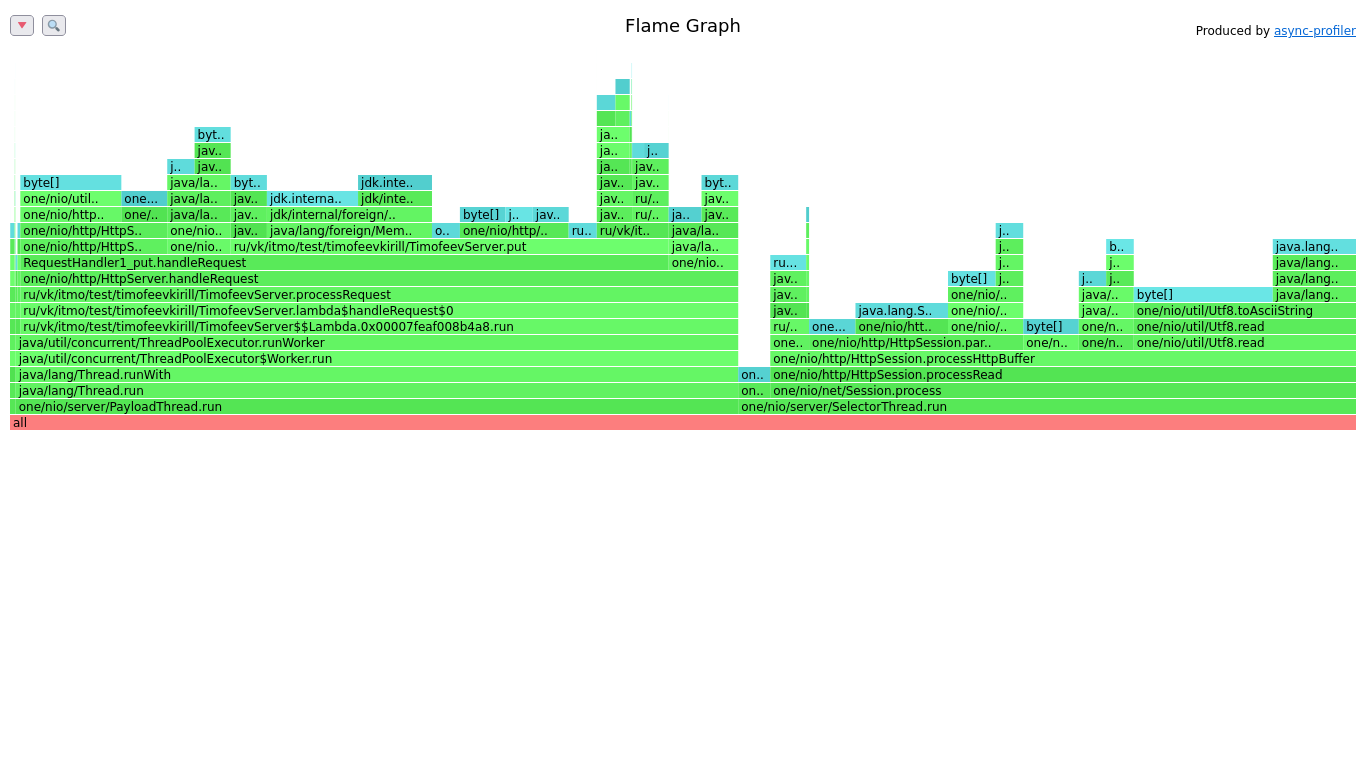 Flame Graph
Produced by async-profiler
byt..
ja..
jav..
ja..
j..
j..
jav..
java/la..
ja..
jav..
byte[]
java/la..
byt..
jdk.inte..
jav..
jav..
byt..
one/nio/util..
one...
java/la..
jav..
jdk.interna..
jdk/inte..
jav..
ru/..
jav..
one/nio/http..
one/..
java/la..
jav..
jdk/internal/foreign/..
byte[]
j..
jav..
jav..
ru/..
ja..
jav..
one/nio/http/HttpS..
one/nio..
jav..
java/lang/foreign/Mem..
o..
one/nio/http/..
ru..
ru/vk/it..
java/la..
j..
one/nio/http/HttpS..
one/nio..
ru/vk/itmo/test/timofeevkirill/TimofeevServer.put
java/la..
j..
b..
java.lang..
RequestHandler1_put.handleRequest
one/nio..
ru...
j..
j..
java/lang..
one/nio/http/HttpServer.handleRequest
jav..
byte[]
j..
j..
j..
java/lang..
ru/vk/itmo/test/timofeevkirill/TimofeevServer.processRequest
jav..
one/nio/..
java/..
byte[]
java/lang..
ru/vk/itmo/test/timofeevkirill/TimofeevServer.lambda$handleRequest$0
jav..
java.lang.S..
one/nio/..
java/..
one/nio/util/Utf8.toAsciiString
ru/vk/itmo/test/timofeevkirill/TimofeevServer$$Lambda.0x00007feaf008b4a8.run
ru/..
one...
one/nio/htt..
one/nio/..
byte[]
one/n..
one/nio/util/Utf8.read
java/util/concurrent/ThreadPoolExecutor.runWorker
one..
one/nio/http/HttpSession.par..
one/n..
one/n..
one/nio/util/Utf8.read
java/util/concurrent/ThreadPoolExecutor$Worker.run
one/nio/http/HttpSession.processHttpBuffer
java/lang/Thread.runWith
on..
one/nio/http/HttpSession.processRead
java/lang/Thread.run
on..
one/nio/net/Session.process
one/nio/server/PayloadThread.run
one/nio/server/SelectorThread.run
all